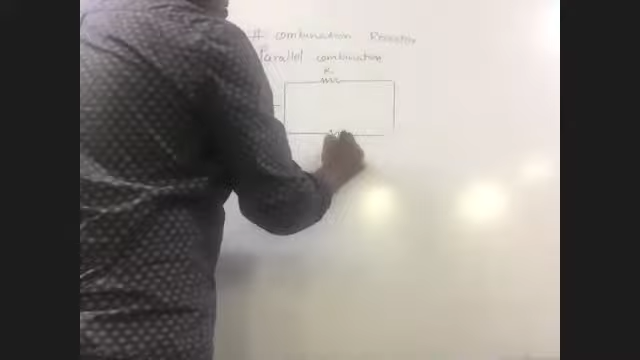 # combination Resistor
Parallel combination
R